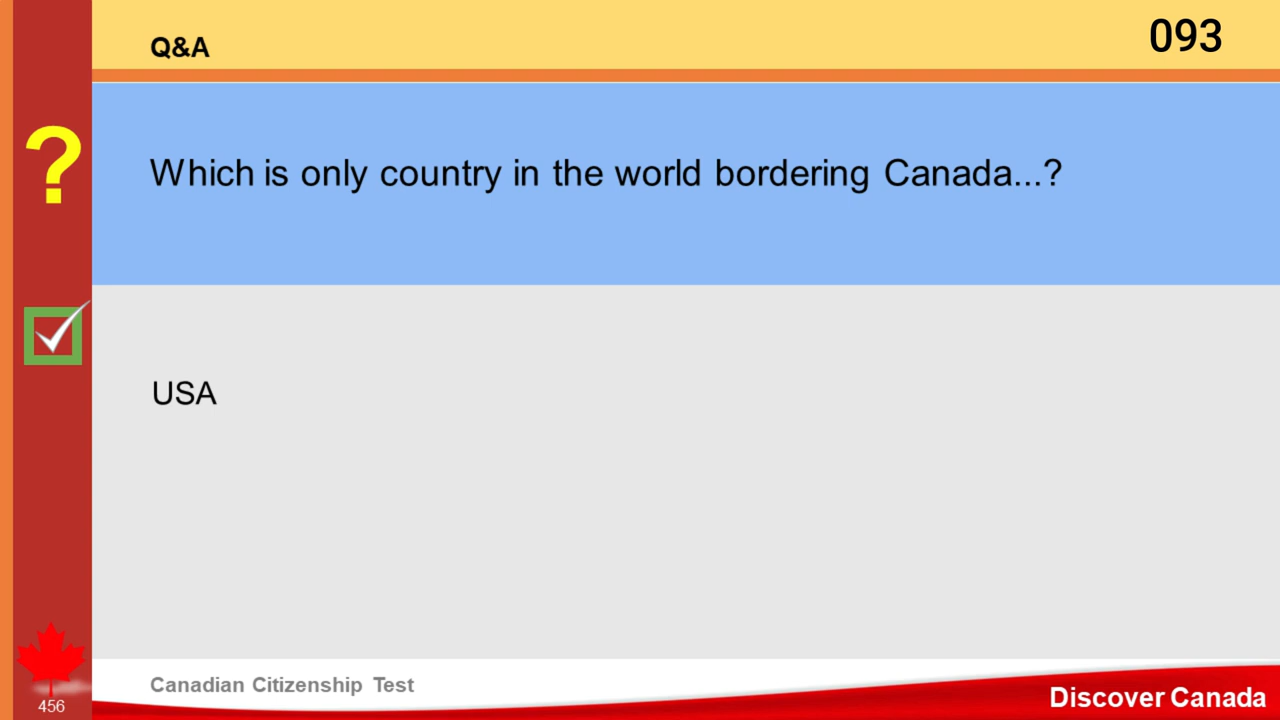 Q&A
093
?
Which is only country in the world bordering Canada...?
USA
Canadian Citizenship Test
456
Discover Canada